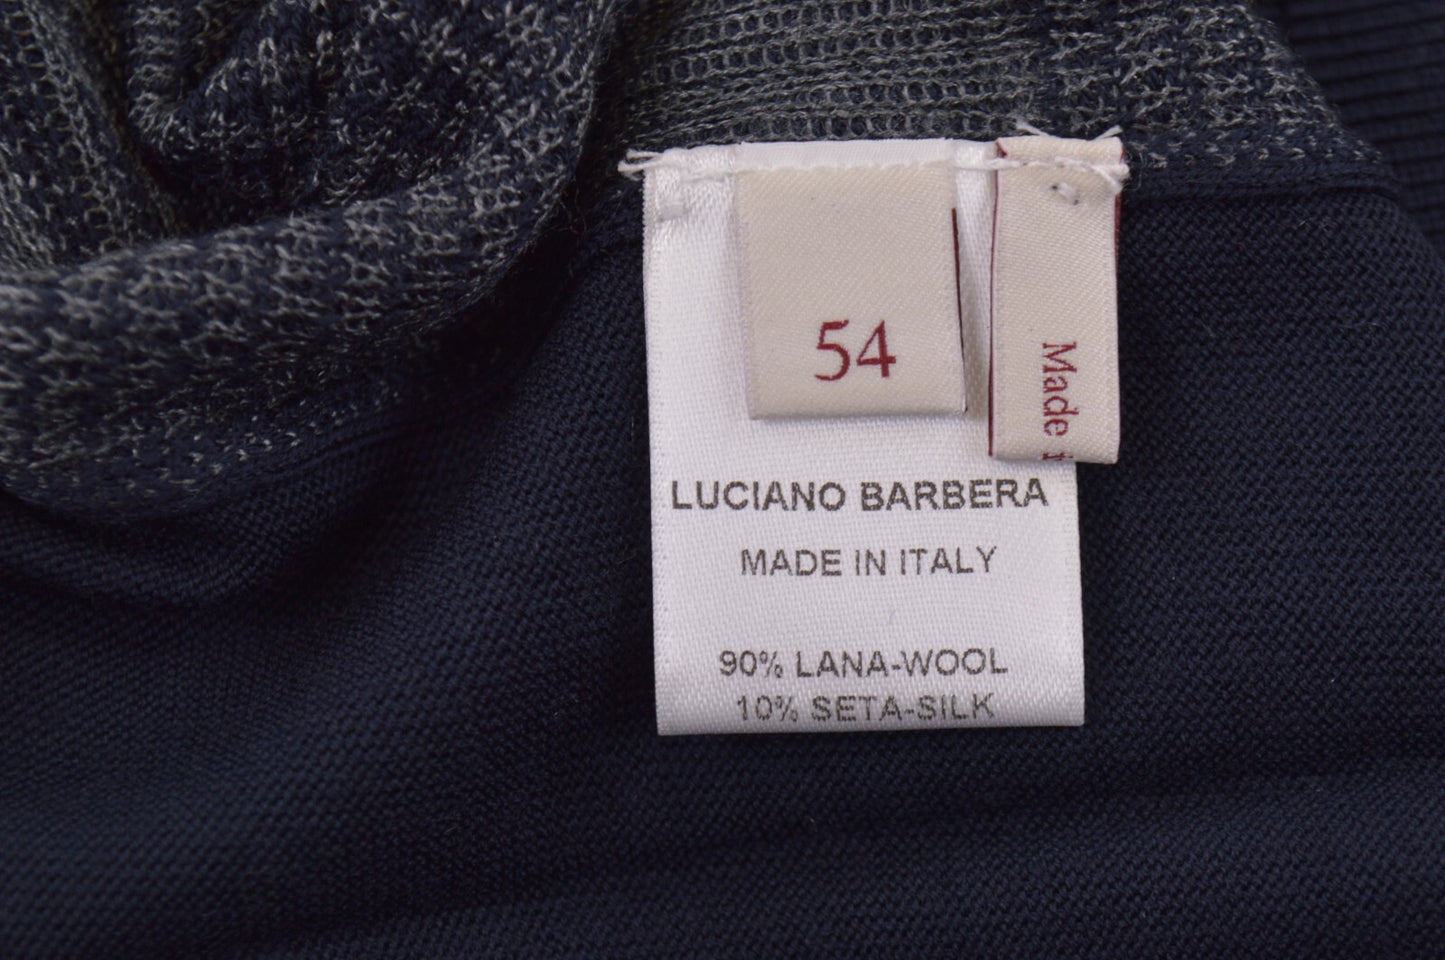 54
Made
LUCIANO BARBERA
MADE IN ITALY
90% LANA-WOOL
10% SETA-SILK